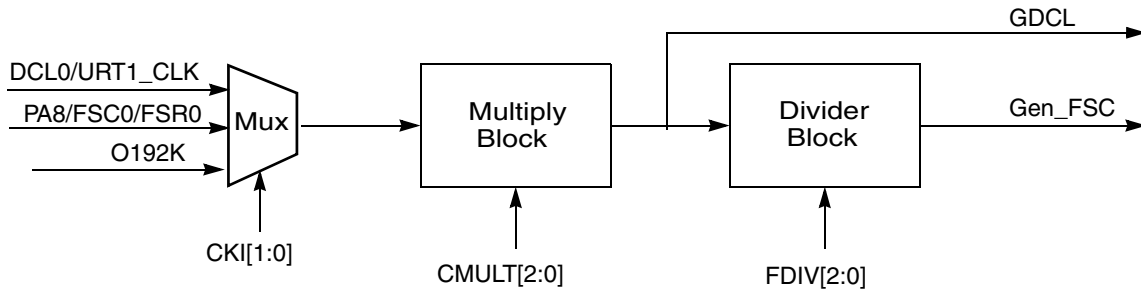 GDCL
DCL0/URT1_CLK
PA8/FSC0/FSR0
O192K
Mux
Multiply
Block
Divider
Block
Gen_FSC
CKI[1:0]
CMULT[2:0]
FDIV[2:0]